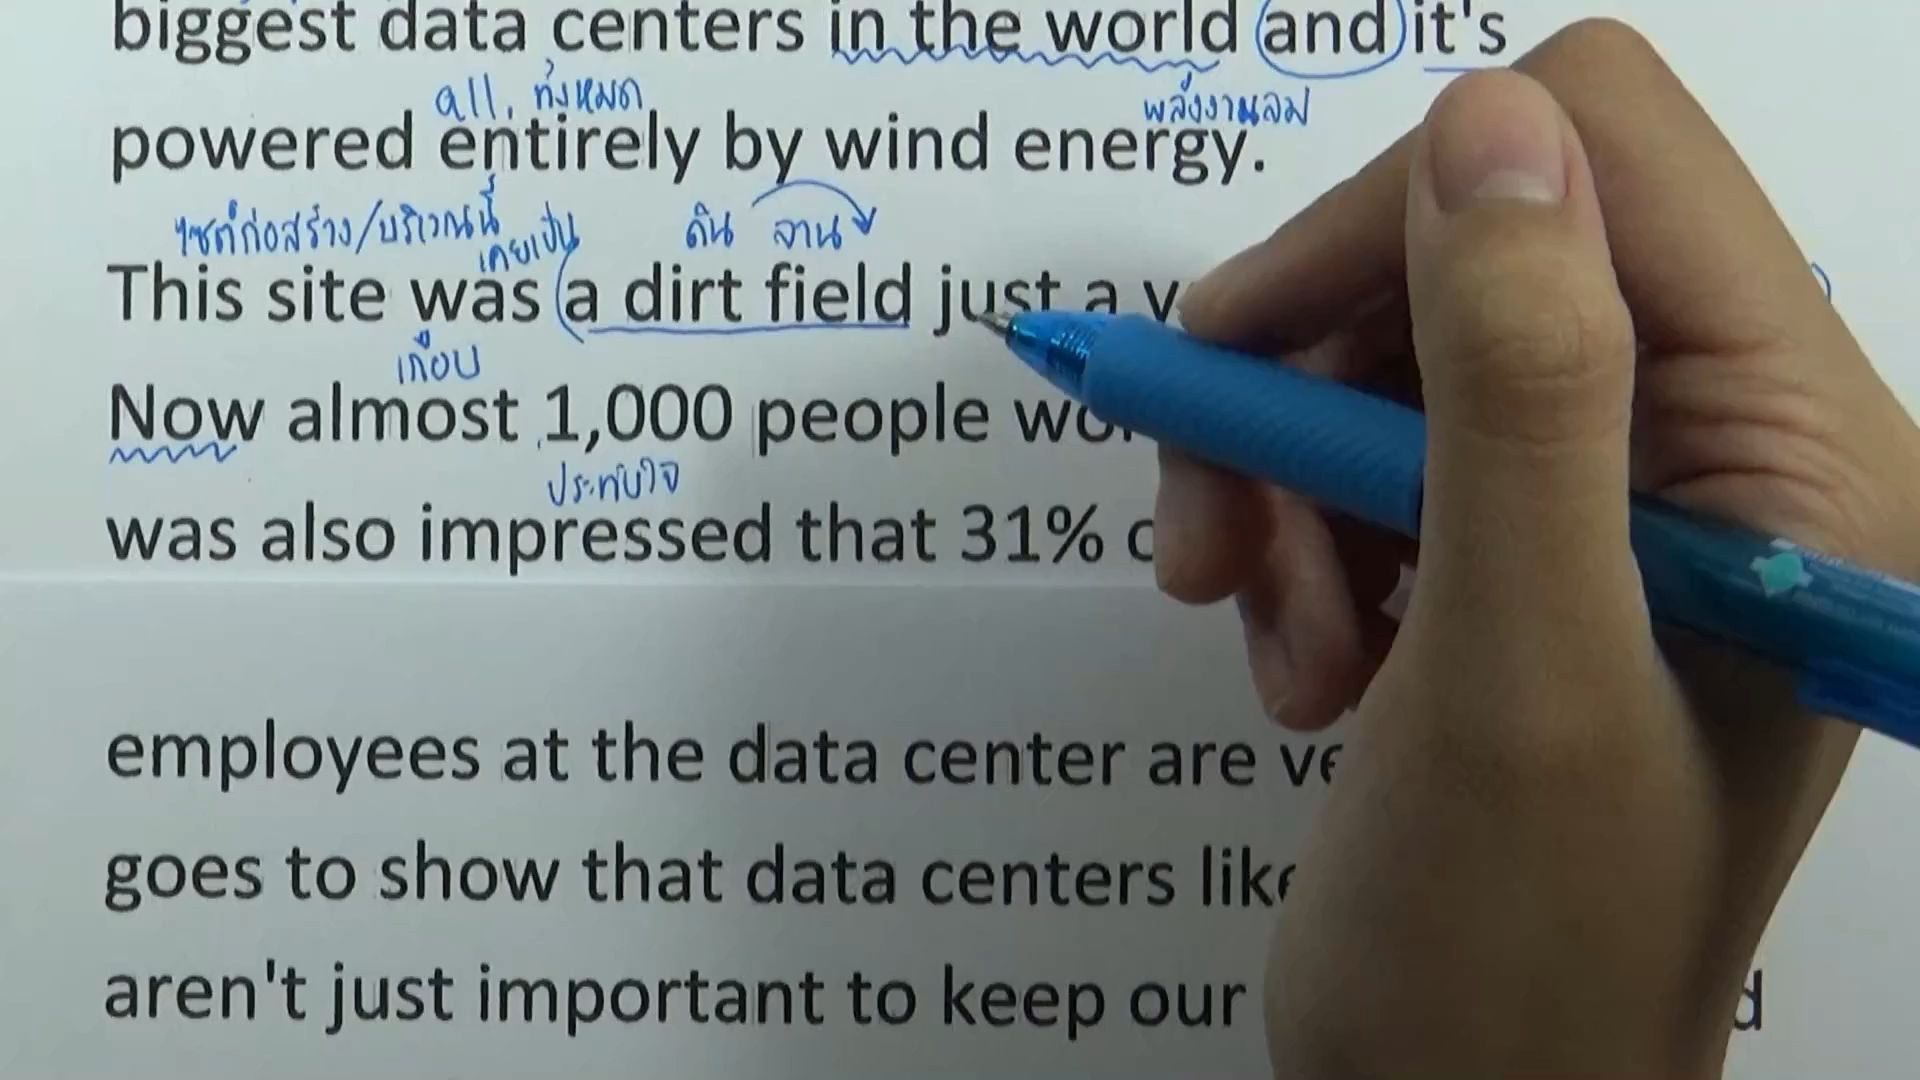 biggest data centers in the world and it's
all, ทั้งหมด พลังงานลม
powered entirely by wind energy.
ไซต์ก่อสร้าง/บริเวณนี้ เคยเป็น ดิน ลาน
This site was a dirt field just a
เกือบ
Now almost 1,000 people
ประทับใจ
was also impressed that 31%
employees at the data center are
goes to show that data centers
aren't just important to keep our